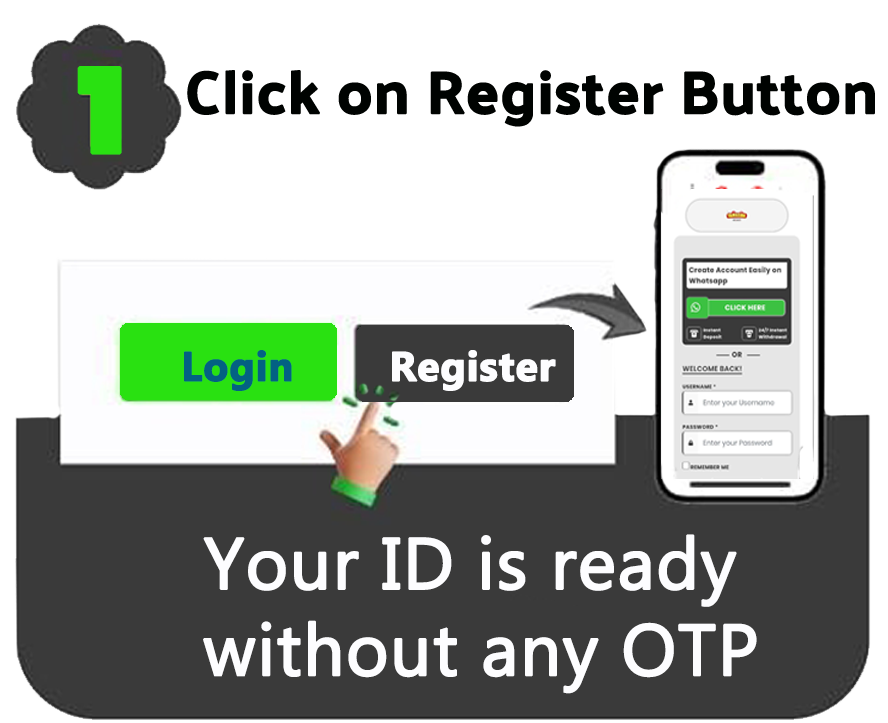 1
Click on Register Button
Create Account Easily on
Whatsapp
CLICK HERE
Instant
Deposit
24/7 Instant
Withdrawal
OR
WELCOME BACK!
USERNAME *
Enter your Username
PASSWORD *
Enter your Password
REMEMBER ME
Login
Register
Your ID is ready
without any OTP